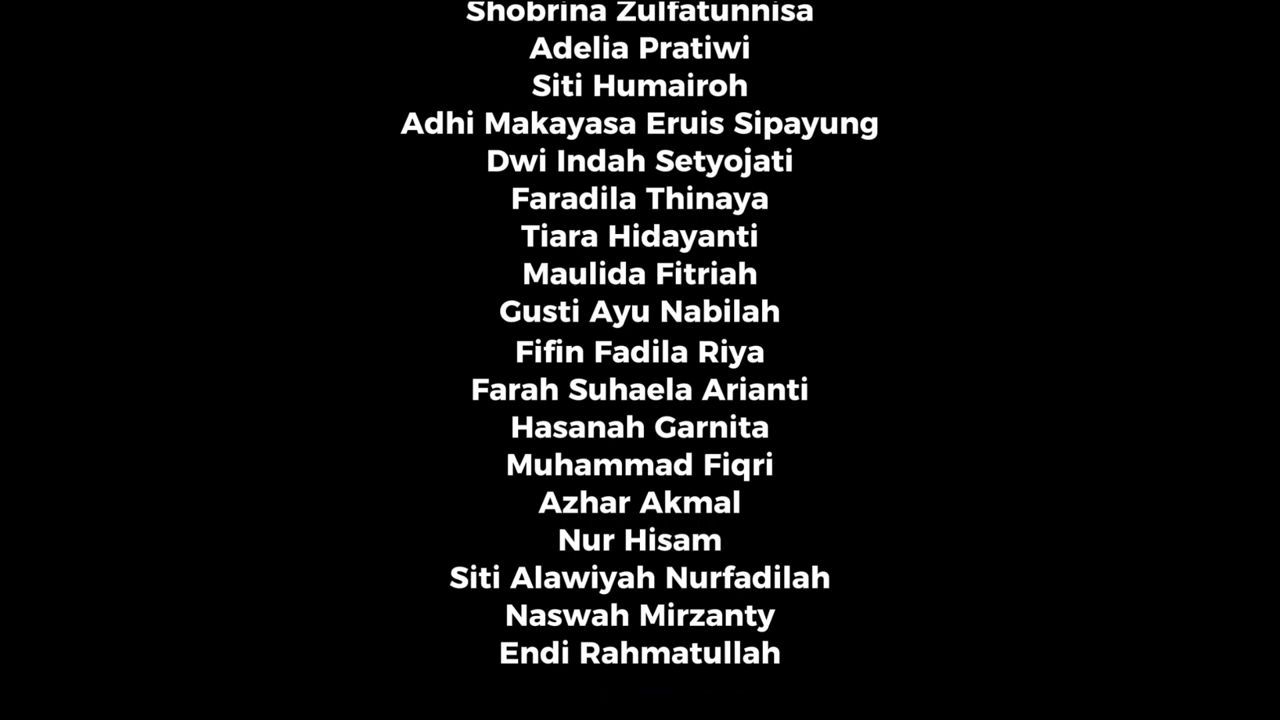 Shobrina Zulfatunnisa
Adelia Pratiwi
Siti Humairoh
Adhi Makayasa Eruis Sipayung
Dwi Indah Setyojati
Faradila Thinaya
Tiara Hidayanti
Maulida Fitriah
Gusti Ayu Nabilah
Fifin Fadila Riya
Farah Suhaela Arianti
Hasanah Garnita
Muhammad Fiqri
Azhar Akmal
Nur Hisam
Siti Alawiyah Nurfadilah
Naswah Mirzanty
Endi Rahmatullah